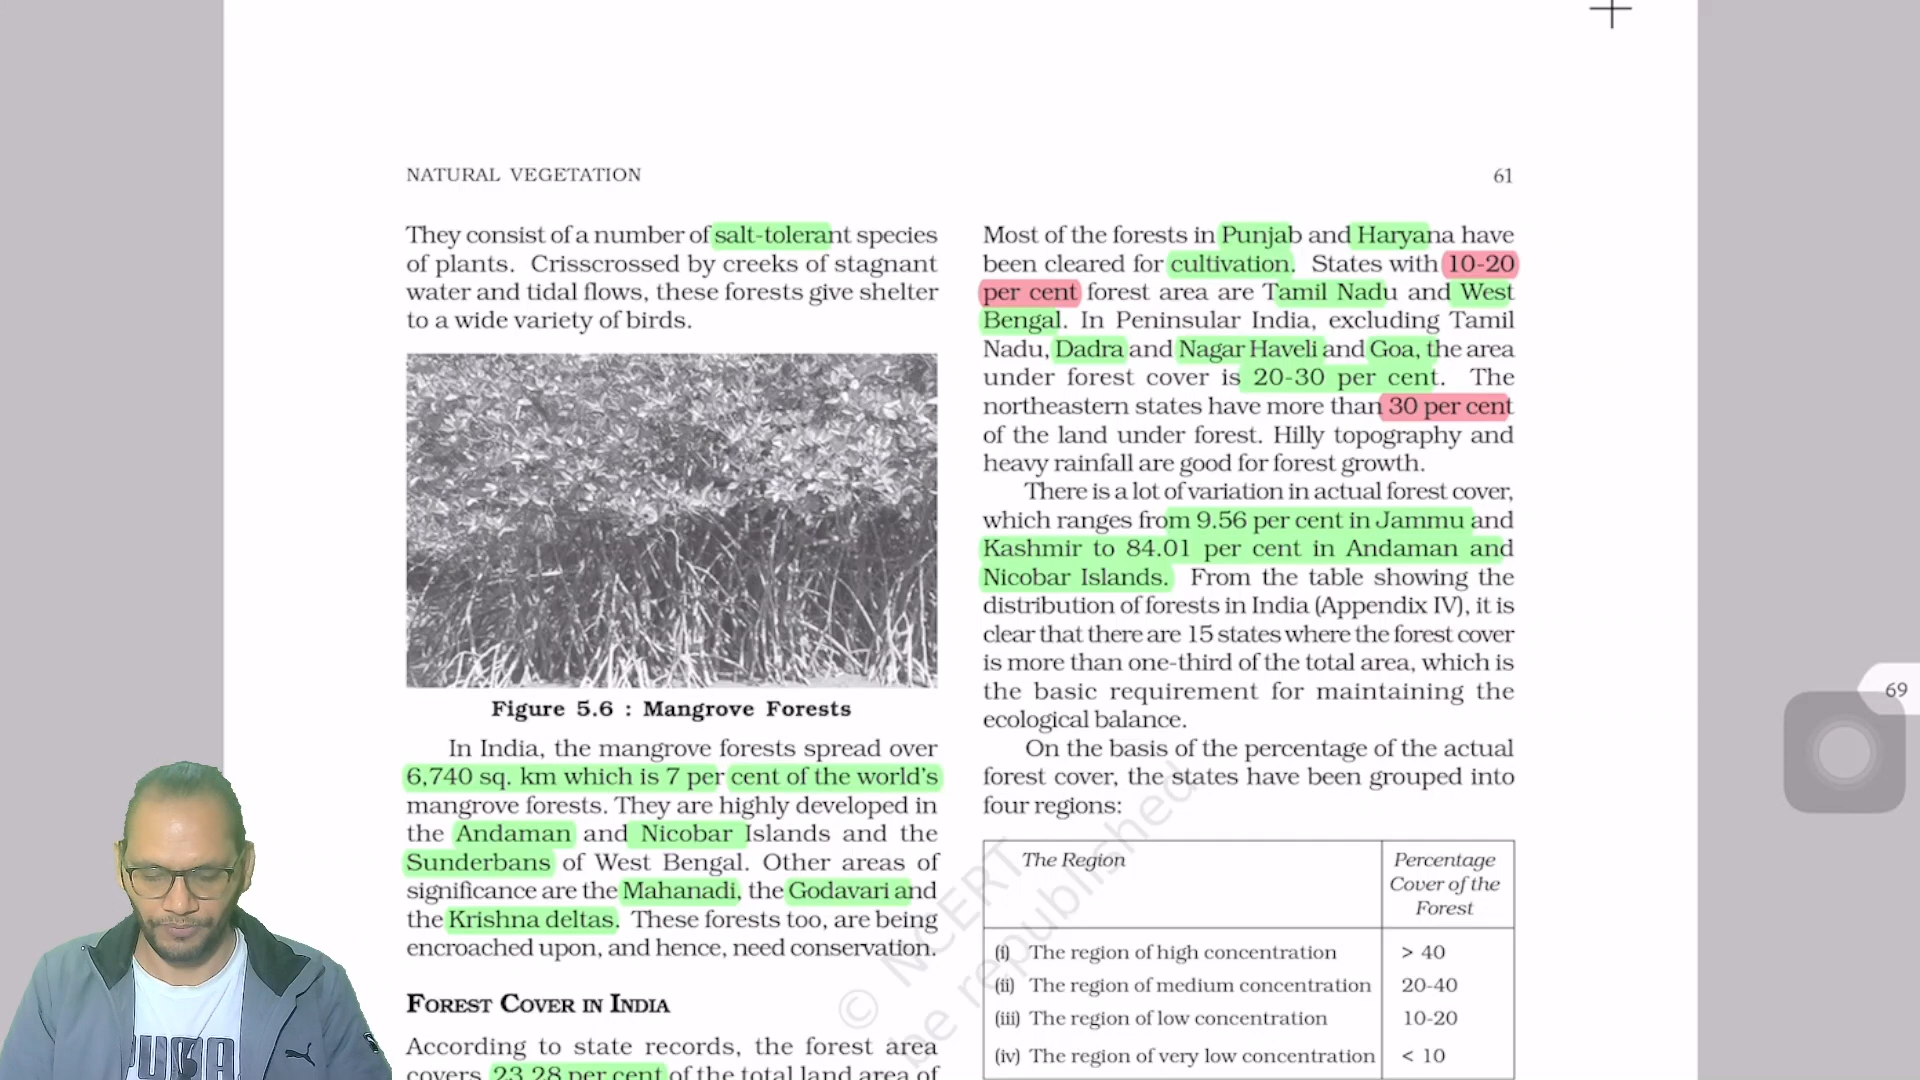 NATURAL VEGETATION
61
They consist of a number of salt-tolerant species
of plants. Crisscrossed by creeks of stagnant
water and tidal flows, these forests give shelter
to a wide variety of birds.
Figure 5.6 : Mangrove Forests
In India, the mangrove forests spread over
6,740 sq. km which is 7 per cent of the world's
mangrove forests. They are highly developed in
the Andaman and Nicobar Islands and the
Sunderbans of West Bengal. Other areas of
significance are the Mahanadi, the Godavari and
the Krishna deltas. These forests too, are being
encroached upon, and hence, need conservation.
FOREST COVER IN INDIA
According to state records, the forest area
covers 23.28 per cent of the total land area of
Most of the forests in Punjab and Haryana have
been cleared for cultivation. States with 10-20
per cent forest area are Tamil Nadu and West
Bengal. In Peninsular India, excluding Tamil
Nadu, Dadra and Nagar Haveli and Goa, the area
under forest cover is 20-30 per cent. The
northeastern states have more than 30 per cent
of the land under forest. Hilly topography and
heavy rainfall are good for forest growth.
There is a lot of variation in actual forest cover,
which ranges from 9.56 per cent in Jammu and
Kashmir to 84.01 per cent in Andaman and
Nicobar Islands. From the table showing the
distribution of forests in India (Appendix IV), it is
clear that there are 15 states where the forest cover
is more than one-third of the total area, which is
the basic requirement for maintaining the
ecological balance.
On the basis of the percentage of the actual
forest cover, the states have been grouped into
four regions:
The Region
Percentage
Cover of the
Forest
(i) The region of high concentration > 40
(ii) The region of medium concentration 20-40
(iii) The region of low concentration 10-20
(iv) The region of very low concentration < 10
© NCERT
be republished
69
PUMA